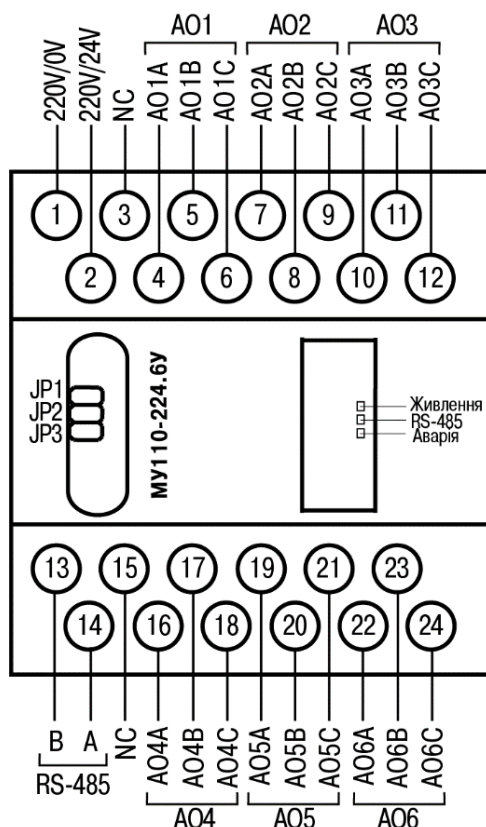 AO1 AO2 AO3
220V/0V 220V/24V NC AO1A AO1B AO1C AO2A AO2B AO2C AO3A AO3B AO3C
1 3 5 7 9 11
2 4 6 8 10 12
JP1
JP2
JP3
МУ110-224.6У
Живлення
RS-485
Аварія
13 15 17 19 21 23
14 16 18 20 22 24
B A NC AO4A AO4B AO4C AO5A AO5B AO5C AO6A AO6B AO6C
RS-485 AO4 AO5 AO6